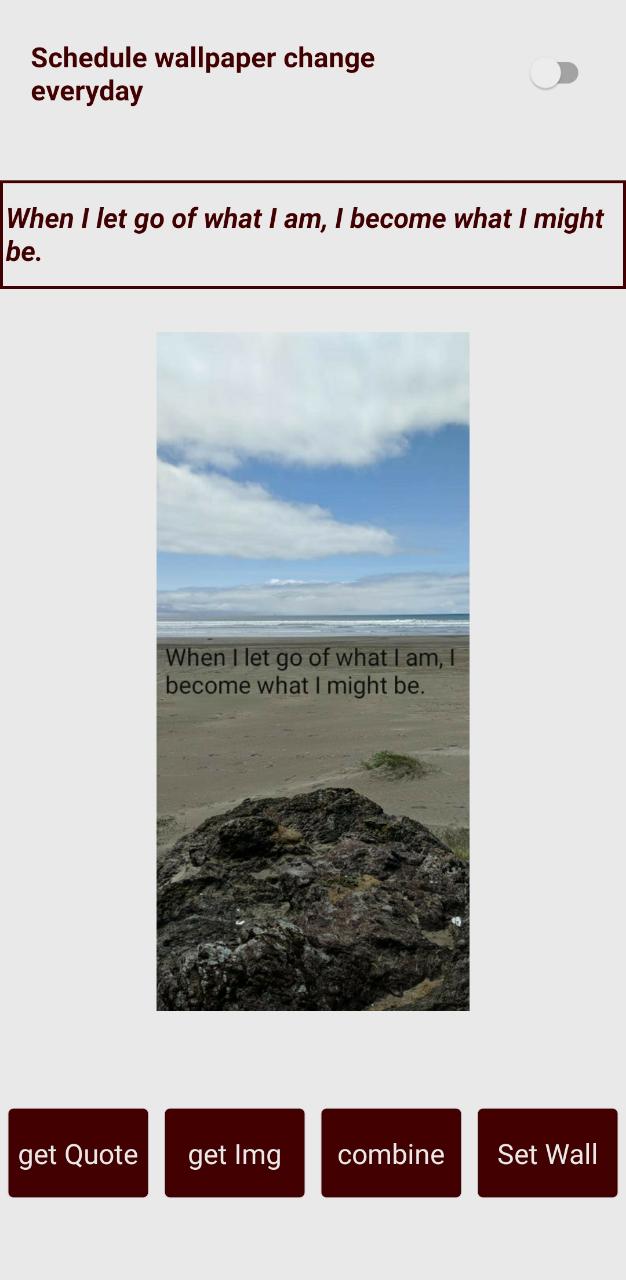 Schedule wallpaper change
everyday
When I let go of what I am, I become what I might
be.
When I let go of what I am, I
become what I might be.
get Quote
get Img
combine
Set Wall